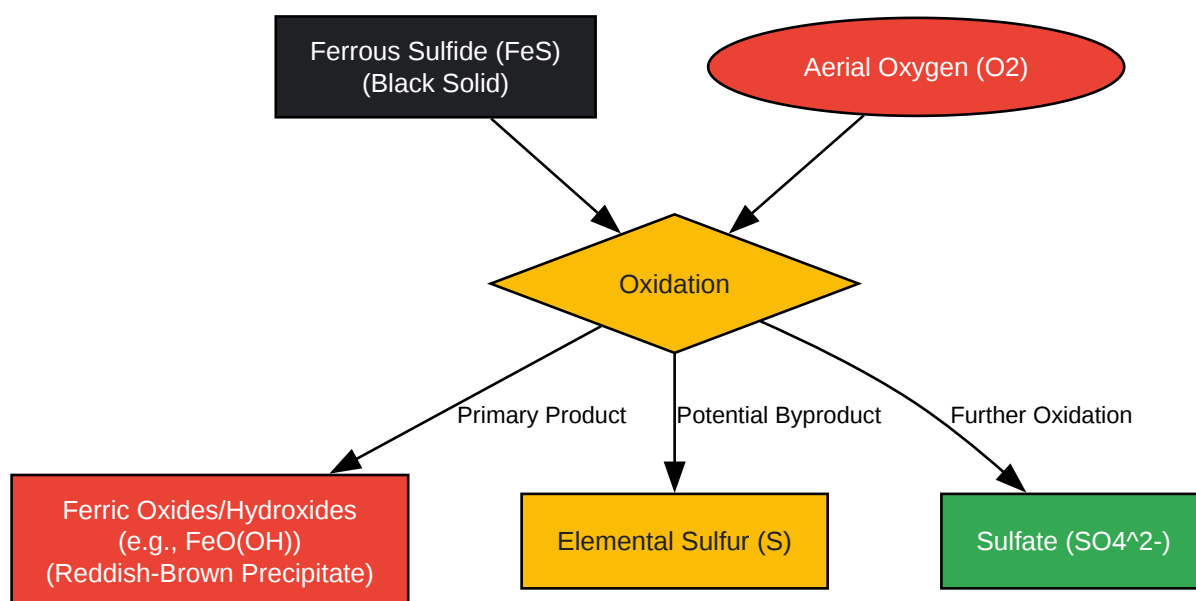 Ferrous Sulfide (FeS)
(Black Solid)
Aerial Oxygen (O2)
Oxidation
Primary Product
Potential Byproduct
Further Oxidation
Ferric Oxides/Hydroxides
(e.g., FeO(OH))
(Reddish-Brown Precipitate)
Elemental Sulfur (S)
Sulfate (SO4^2-)